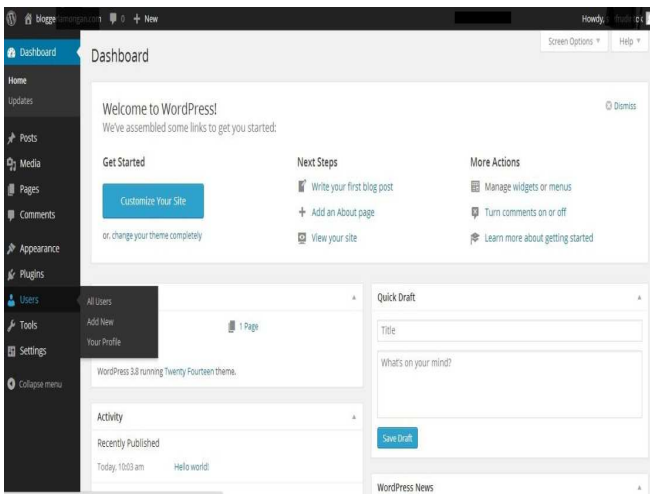 0 + New
Howdy,
Screen Options Help
Dashboard
Home
Updates
Posts
Media
Pages
Comments
Appearance
Plugins
Users
All Users
Add New
Your Profile
Tools
Settings
Collapse menu
Dashboard
Welcome to WordPress!
Dismiss
We've assembled some links to get you started:
Get Started
Customize Your Site
or, change your theme completely
Next Steps
Write your first blog post
Add an About page
View your site
More Actions
Manage widgets or menus
Turn comments on or off
Learn more about getting started
1 Page
WordPress 3.8 running Twenty Fourteen theme.
Activity
Recently Published
Today, 10:03 am Hello world!
Quick Draft
Title
What's on your mind?
Save Draft
WordPress News